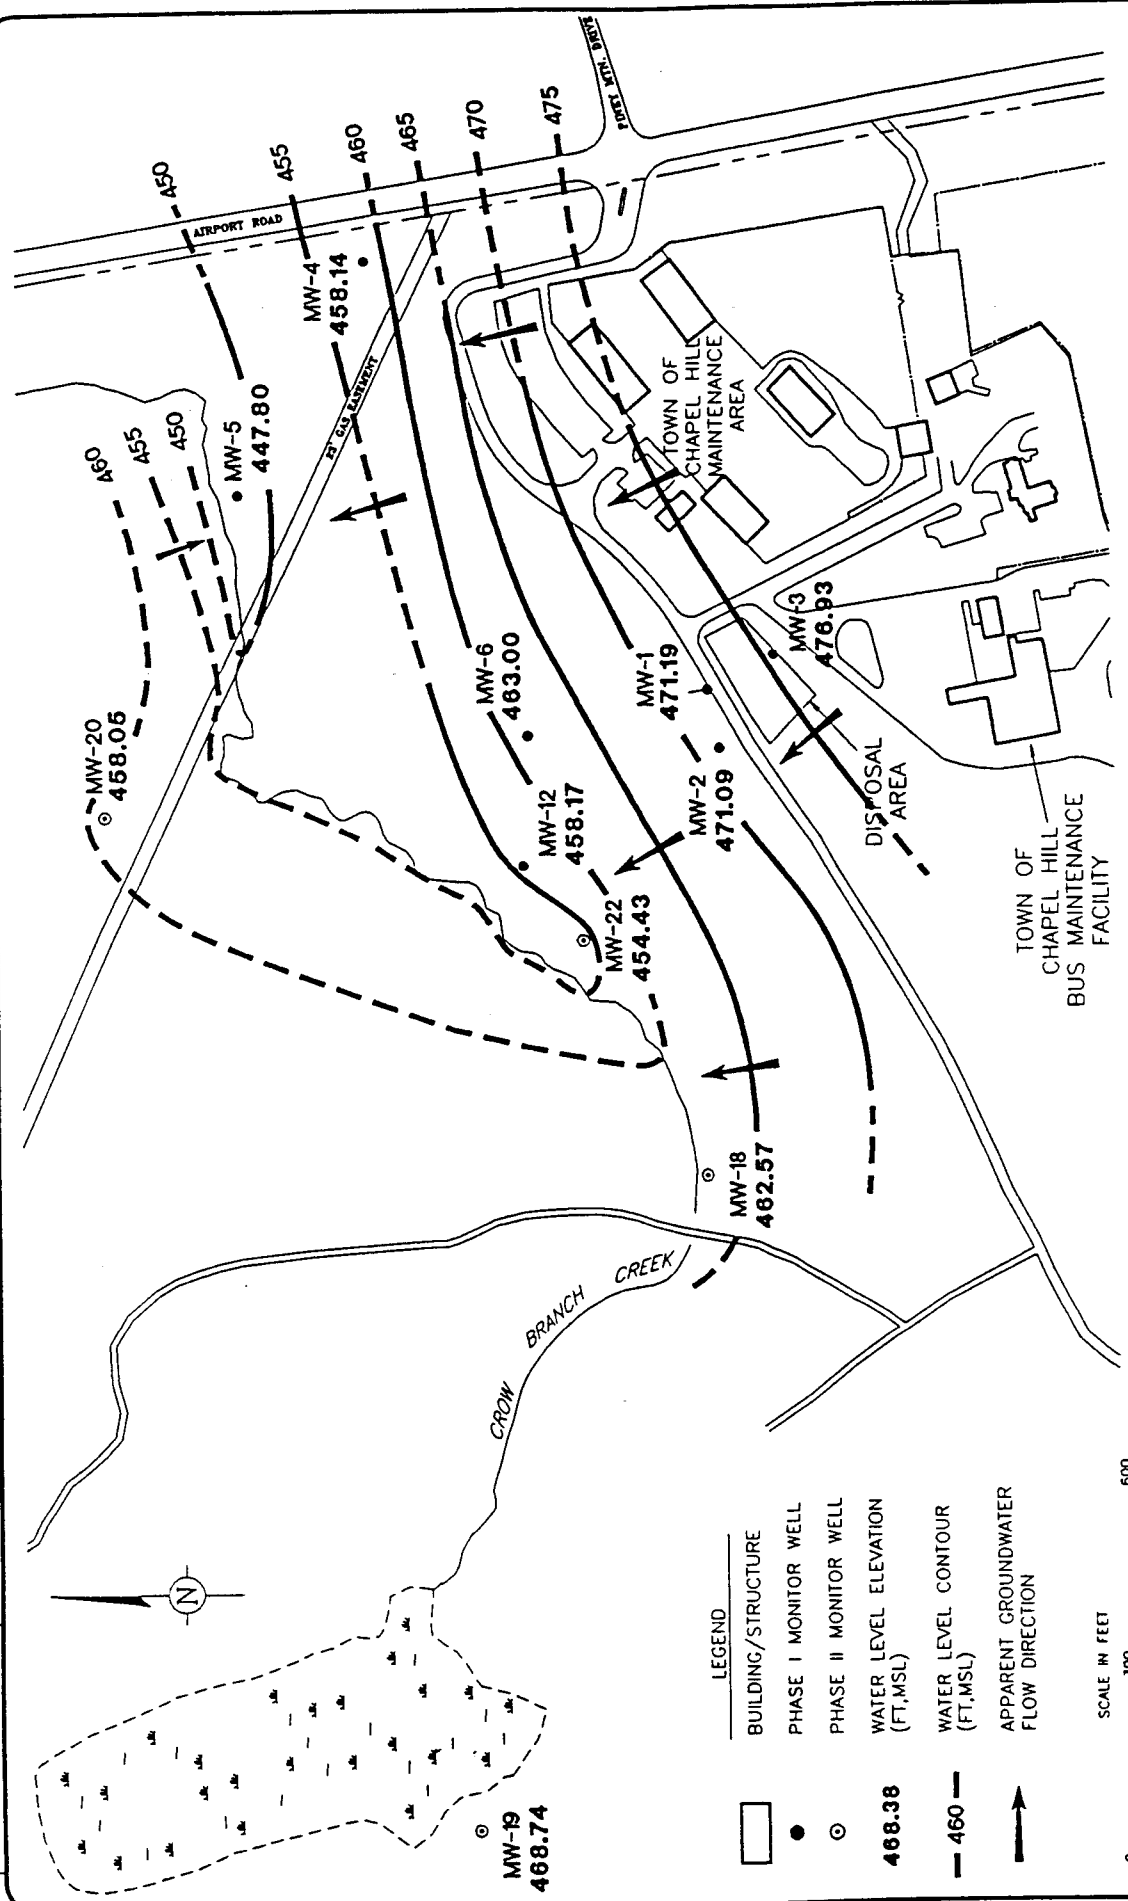 450
455
460
465
470
475
PINEY MTN. DRIVE
AIRPORT ROAD
MW-4
458.14
25' GAS EASEMENT
460
455
450
MW-5
447.80
MW-20
458.05
MW-6
463.00
MW-12
458.17
MW-22
454.43
MW-1
471.19
MW-2
471.09
MW-3
476.93
MW-18
462.57
TOWN OF
CHAPEL HILL
MAINTENANCE
AREA
DISPOSAL
AREA
TOWN OF
CHAPEL HILL
BUS MAINTENANCE
FACILITY
CROW BRANCH CREEK
N
MW-19
468.74
LEGEND
BUILDING/STRUCTURE
PHASE I MONITOR WELL
PHASE II MONITOR WELL
468.38 WATER LEVEL ELEVATION
(FT,MSL)
460 WATER LEVEL CONTOUR
(FT,MSL)
APPARENT GROUNDWATER
FLOW DIRECTION
SCALE IN FEET